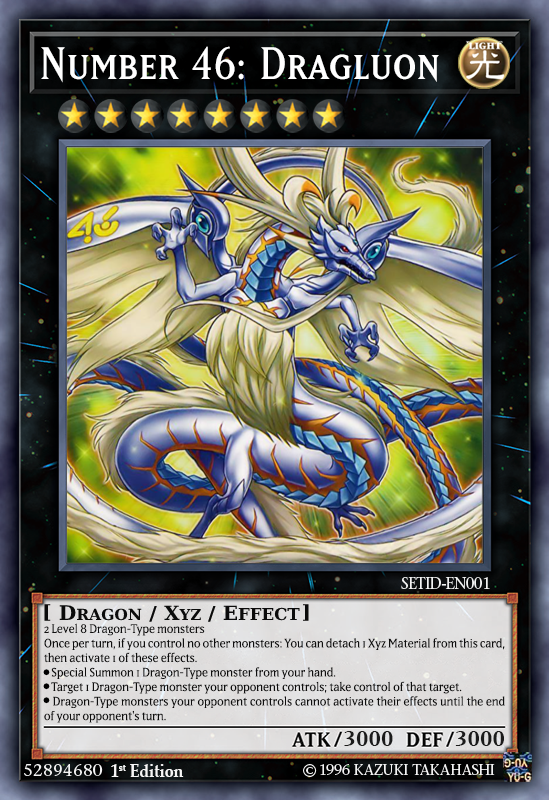 NUMBER 46: DRAGLUON
LIGHT
光
46
SETID-EN001
[ DRAGON / XYZ / EFFECT ]
2 Level 8 Dragon-Type monsters
Once per turn, if you control no other monsters: You can detach 1 Xyz Material from this card,
then activate 1 of these effects.
●Special Summon 1 Dragon-Type monster from your hand.
●Target 1 Dragon-Type monster your opponent controls; take control of that target.
● Dragon-Type monsters your opponent controls cannot activate their effects until the end
of your opponent's turn.
ATK/3000 DEF/3000
52894680 1st Edition © 1996 KAZUKI TAKAHASHI
YU-G